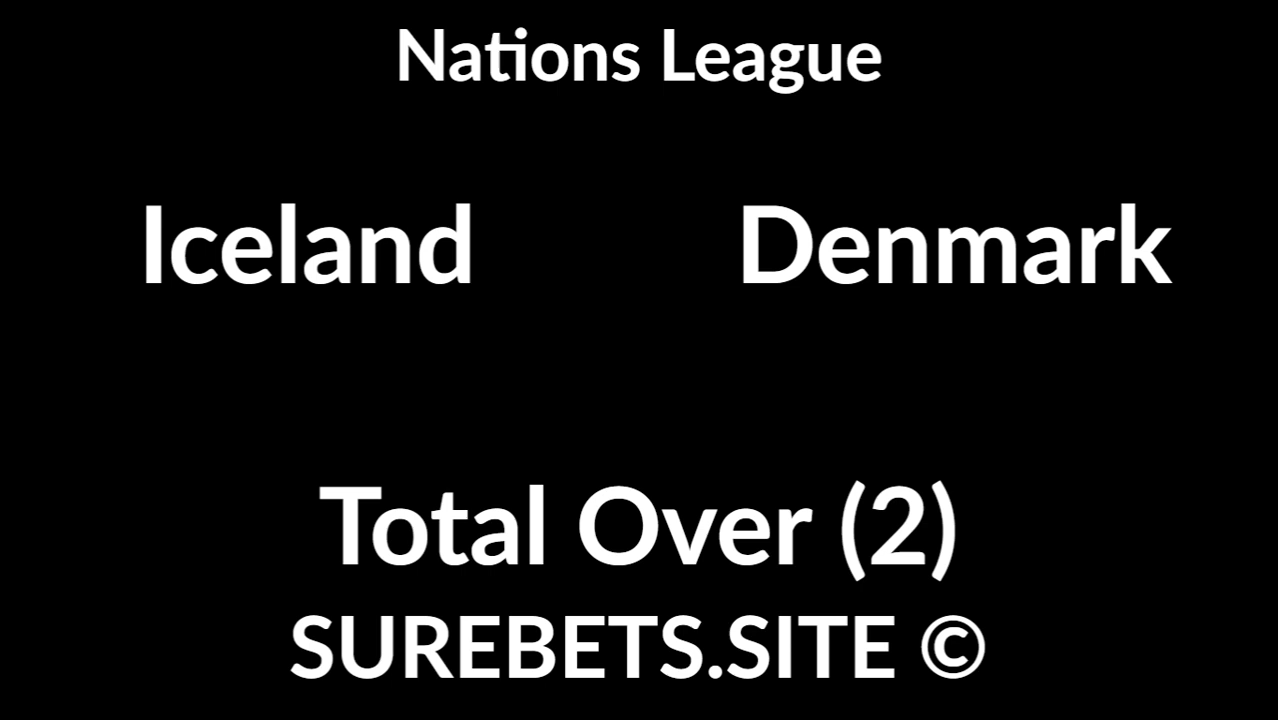 Nations League
Iceland Denmark
Total Over (2)
SUREBETS.SITE ©